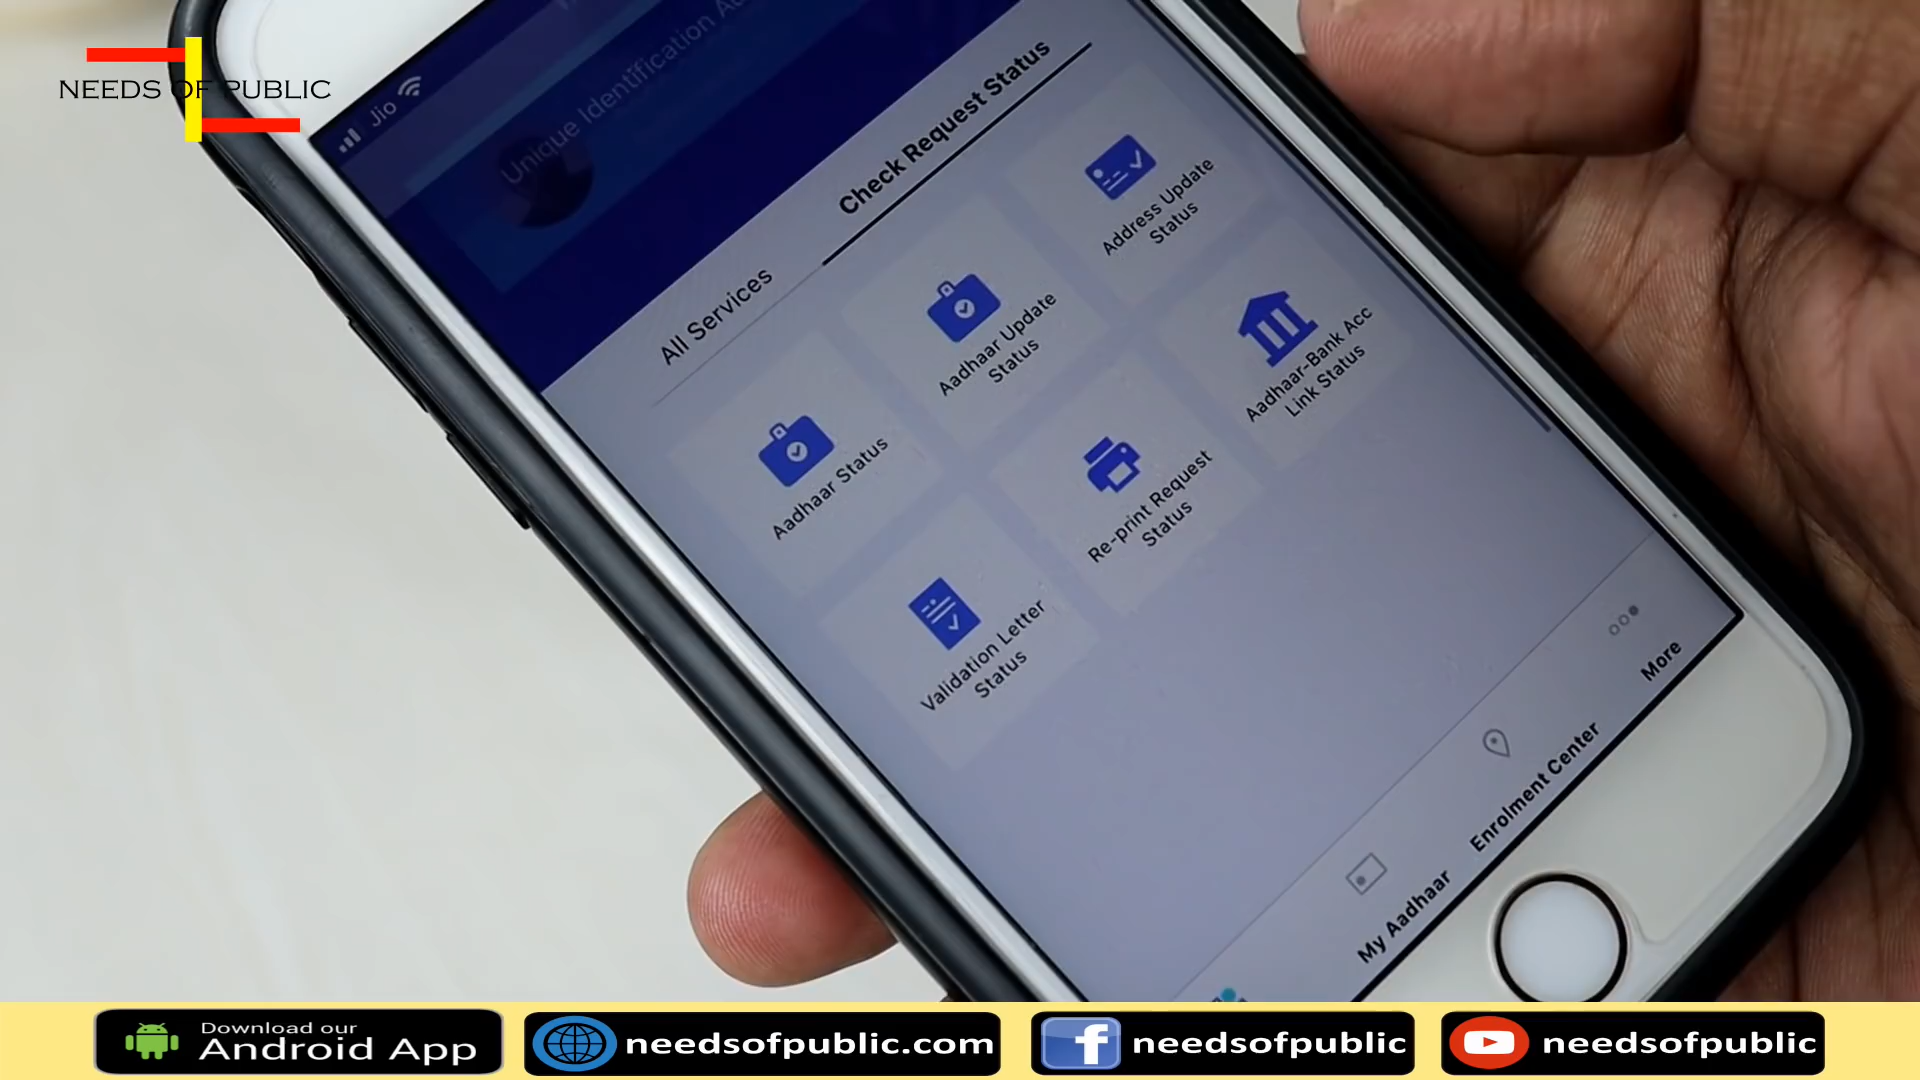 NEEDS OF PUBLIC
Jio
Unique Identification
All Services
Check Request Status
Aadhaar Status
Aadhaar Update
Status
Address Update
Status
Validation Letter
Status
Re-print Request
Status
Aadhaar-Bank Acc
Link Status
My Aadhaar
Enrolment Center
More
Download our
Android App
needsofpublic.com
needsofpublic
needsofpublic